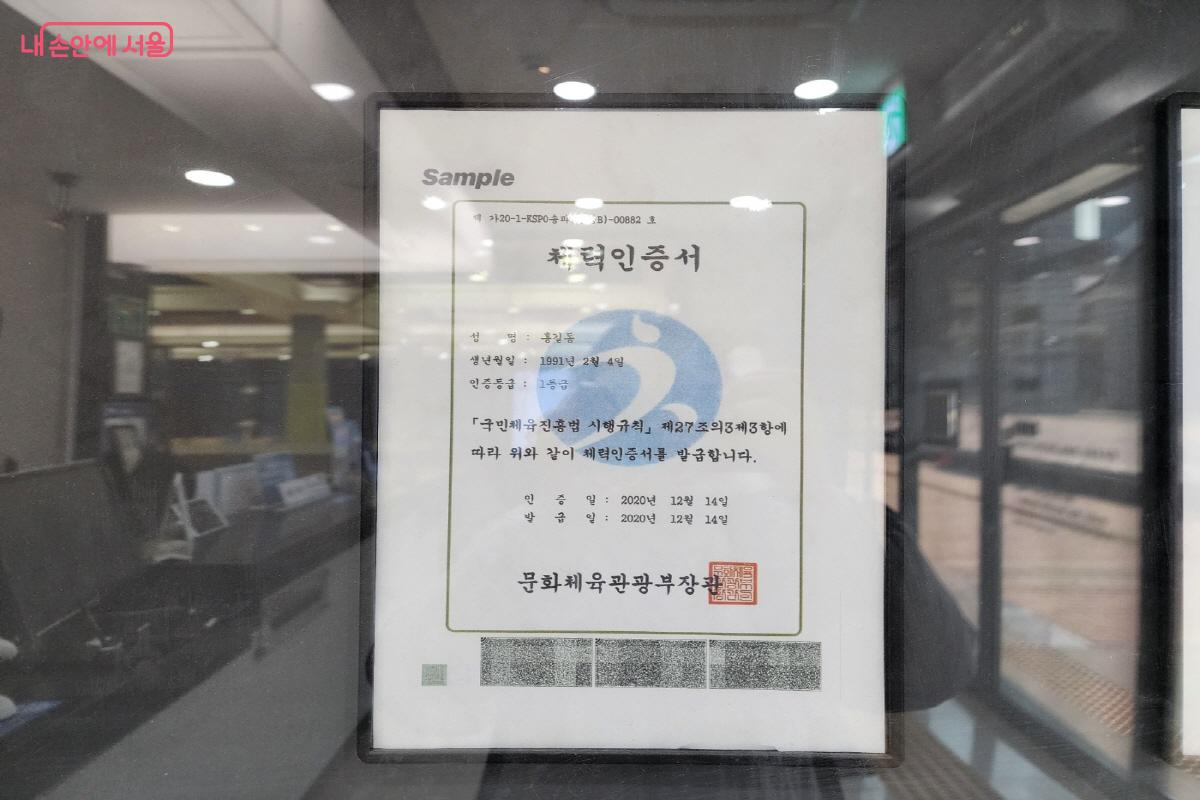 내 손안에 서울
Sample
제 가20-1-KSPO송파 B)-00882 호
체력인증서
성 명 : 홍길동
생년월일 : 1991년 2월 4일
인증등급 : 1등급
「국민체육진흥법 시행규칙」 제27조의3제3항에
따라 위와 같이 체력인증서를 발급합니다.
인 증 일 : 2020년 12월 14일
발 급 일 : 2020년 12월 14일
문화체육관광부장관